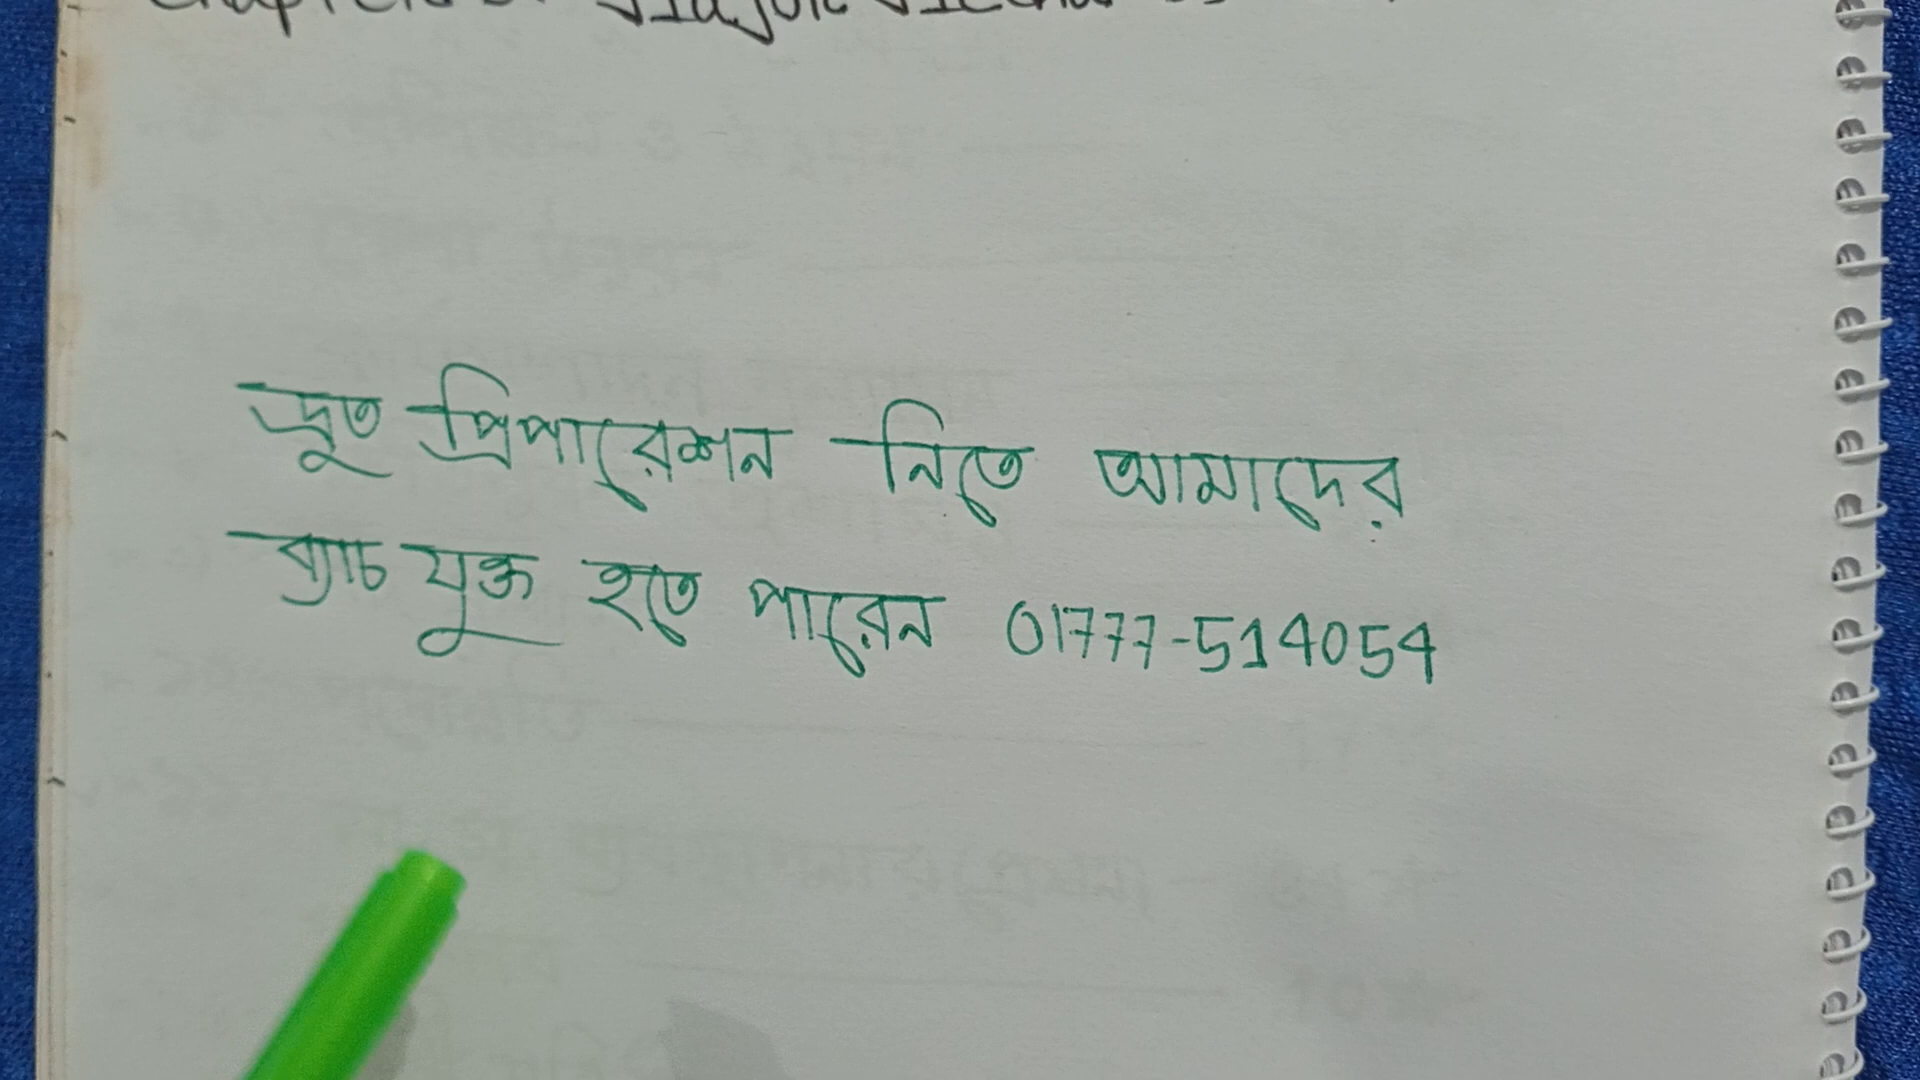 দ্রুত প্রিপারেশন নিতে আমাদের
ব্যাচ যুক্ত হতে পারেন 01777-514054